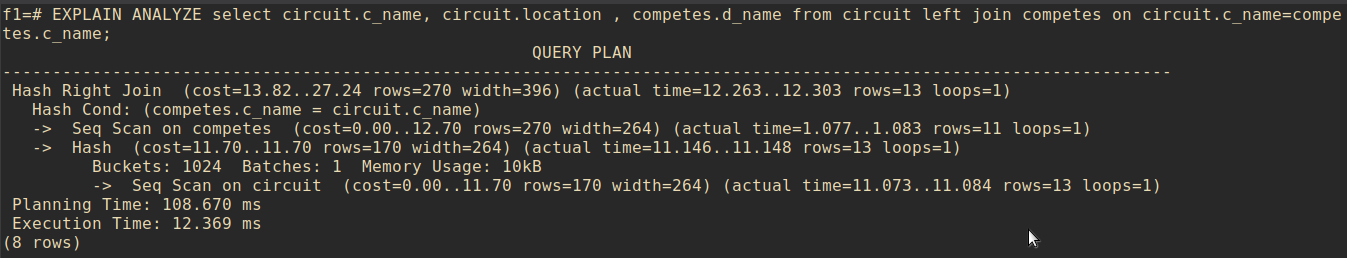 f1=# EXPLAIN ANALYZE select circuit.c_name, circuit.location , competes.d_name from circuit left join competes on circuit.c_name=compe
tes.c_name;
QUERY PLAN
---------------------------------------------------------------------------------------------------------------------
Hash Right Join  (cost=13.82..27.24 rows=270 width=396) (actual time=12.263..12.303 rows=13 loops=1)
Hash Cond: (competes.c_name = circuit.c_name)
->  Seq Scan on competes  (cost=0.00..12.70 rows=270 width=264) (actual time=1.077..1.083 rows=11 loops=1)
->  Hash  (cost=11.70..11.70 rows=170 width=264) (actual time=11.146..11.148 rows=13 loops=1)
Buckets: 1024  Batches: 1  Memory Usage: 10kB
->  Seq Scan on circuit  (cost=0.00..11.70 rows=170 width=264) (actual time=11.073..11.084 rows=13 loops=1)
Planning Time: 108.670 ms
Execution Time: 12.369 ms
(8 rows)